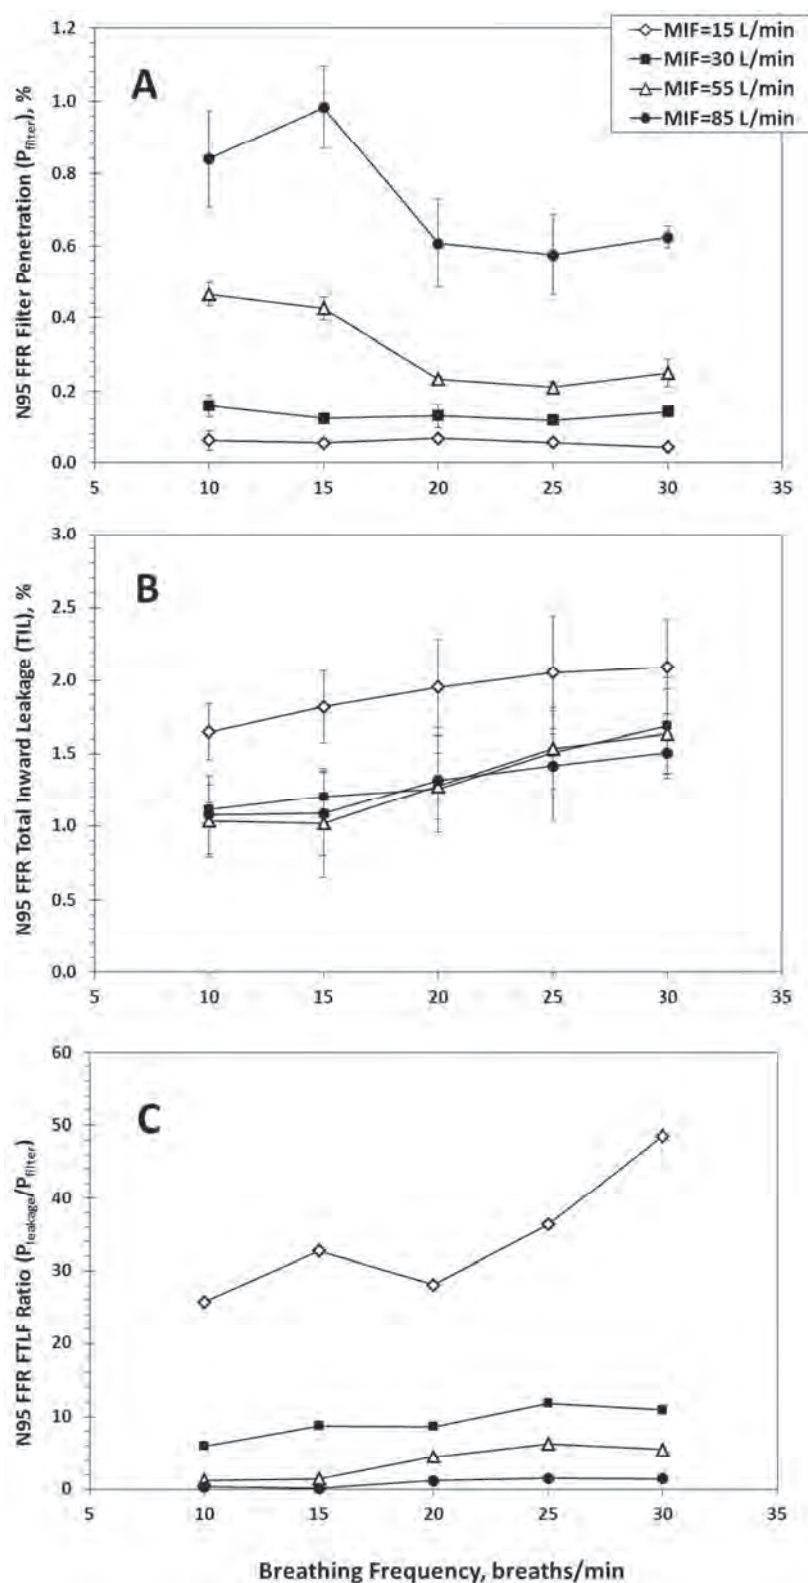 MIF=15 L/min
MIF=30 L/min
MIF=55 L/min
MIF=85 L/min
A
N95 FFR Filter Penetration (Pfilter), %
1.2
1.0
0.8
0.6
0.4
0.2
0.0
5 10 15 20 25 30 35
B
N95 FFR Total Inward Leakage (TIL), %
3.0
2.5
2.0
1.5
1.0
0.5
0.0
5 10 15 20 25 30 35
C
N95 FFR FTLF Ratio (Pleakage/Pfilter)
60
50
40
30
20
10
0
5 10 15 20 25 30 35
Breathing Frequency, breaths/min